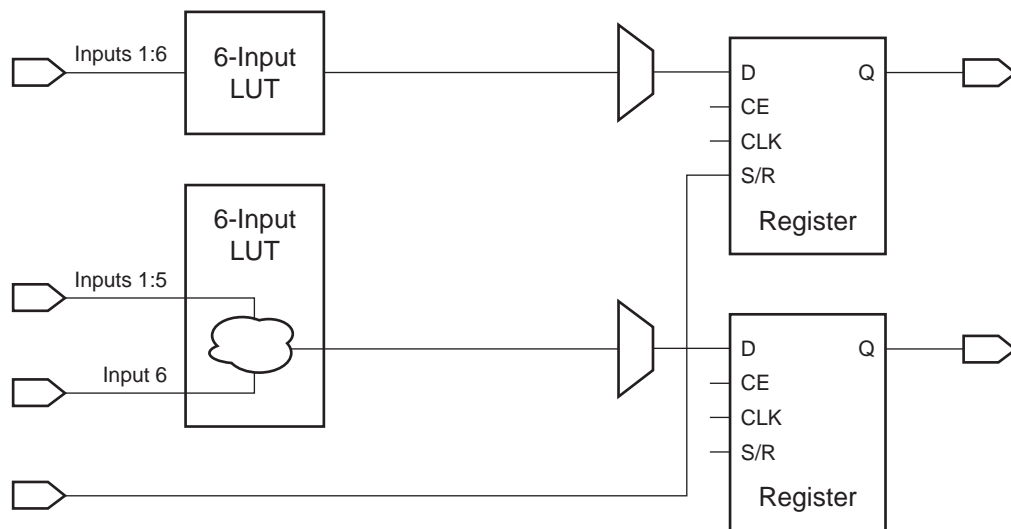 Inputs 1:6
6-Input
LUT
D
Q
CE
CLK
S/R
Register
6-Input
LUT
Inputs 1:5
Input 6
D
Q
CE
CLK
S/R
Register